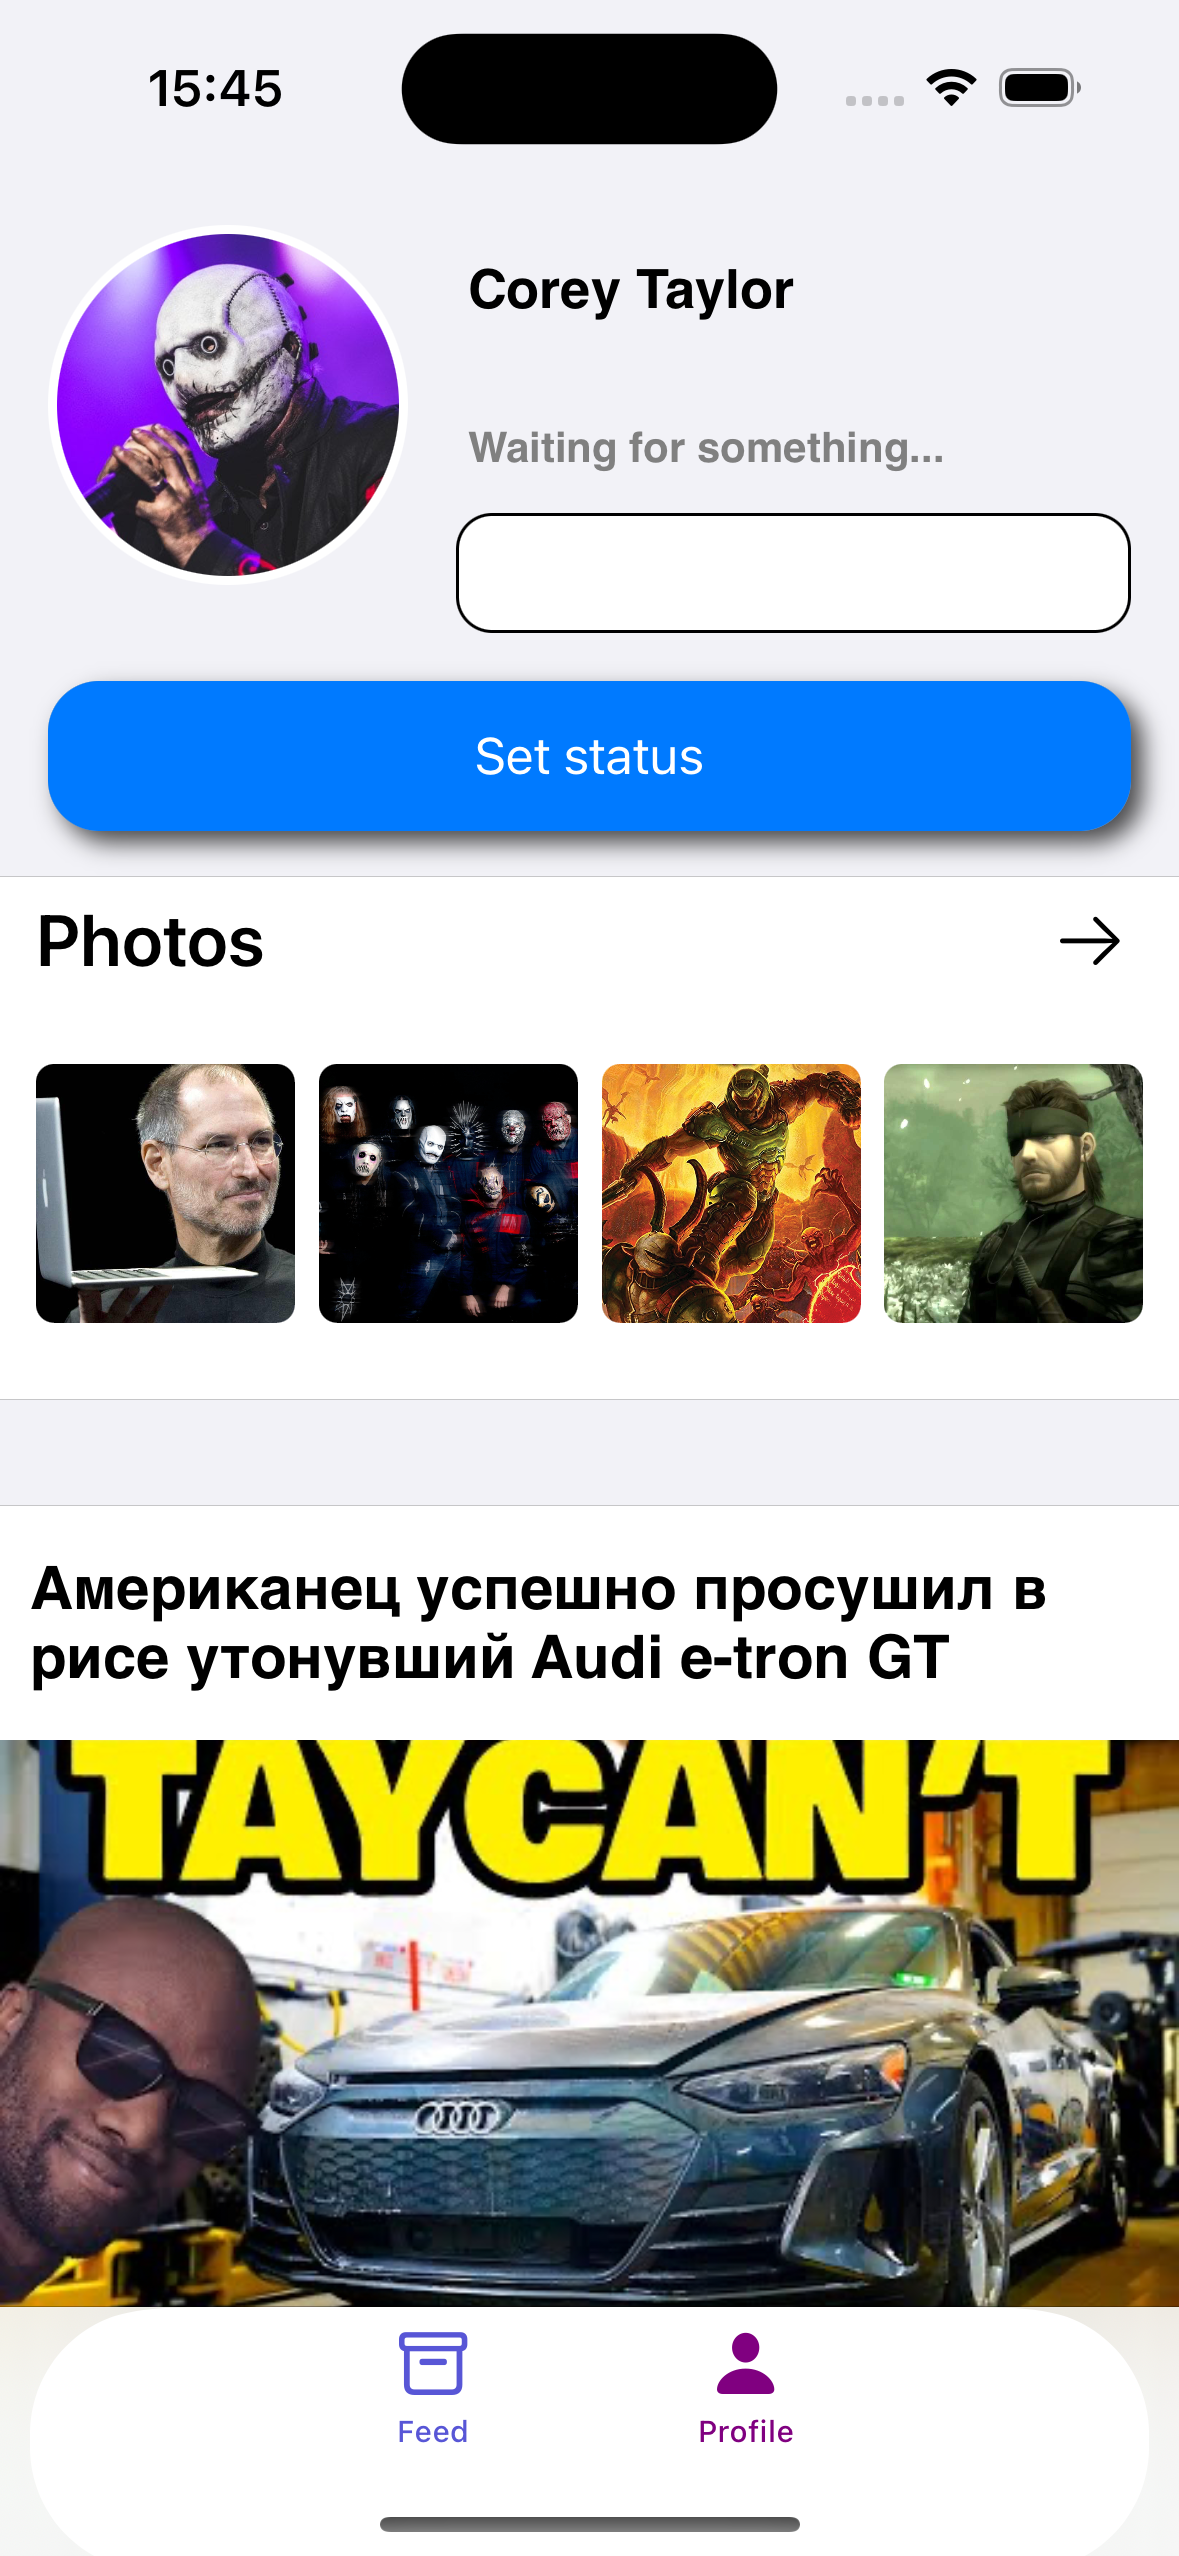 15:45
Corey Taylor
Waiting for something...
Set status
Photos
Американец успешно просушил в
рисе утонувший Audi e-tron GT
TAYCAN'T
Feed
Profile